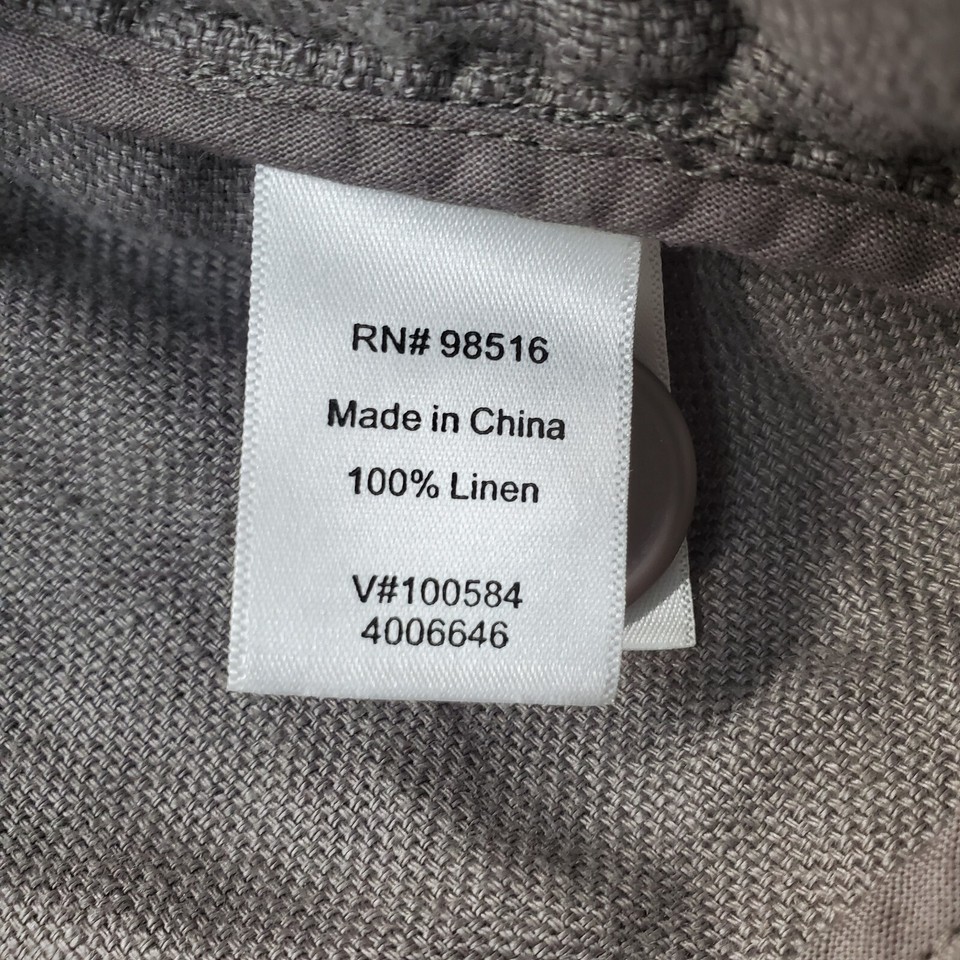 RN# 98516
Made in China
100% Linen
V#100584
4006646